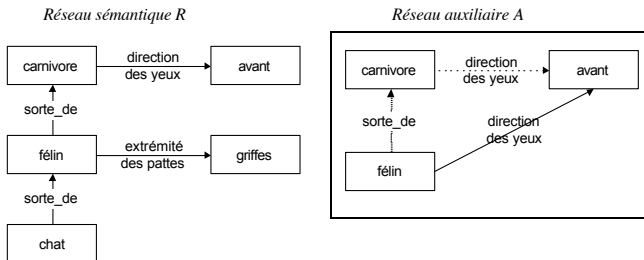 Réseau sémantique R
carnivore
direction
des yeux
avant
sorte_de
félin
extrémité
des pattes
griffes
sorte_de
chat
Réseau auxiliaire A
carnivore
direction
des yeux
avant
sorte_de
direction
des yeux
félin